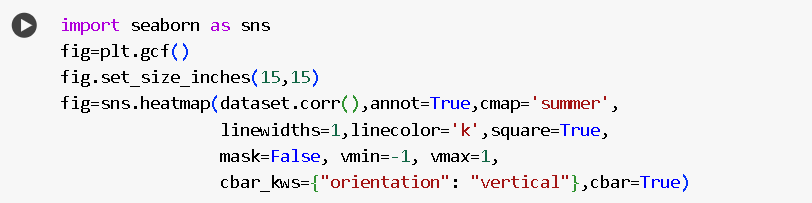 import seaborn as sns
fig=plt.gcf()
fig.set_size_inches(15,15)
fig=sns.heatmap(dataset.corr(),annot=True,cmap='summer',
linewidths=1,linecolor='k',square=True,
mask=False, vmin=-1, vmax=1,
cbar_kws={"orientation": "vertical"},cbar=True)